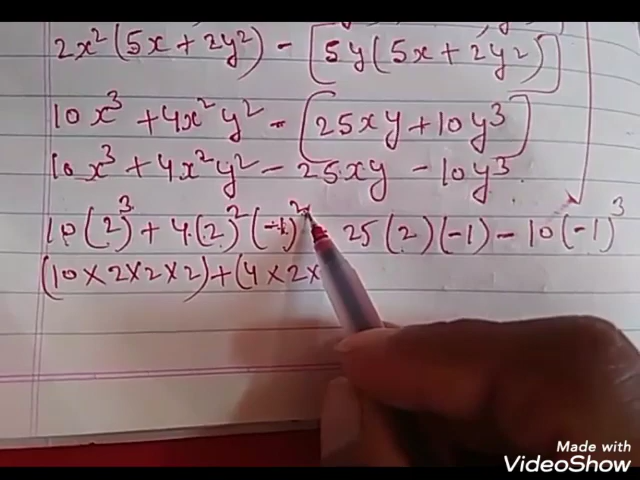 2x²(5x + 2y²) - [5y(5x + 2y²)]
10x³ + 4x²y² - [25xy + 10y³]
10x³ + 4x²y² - 25xy - 10y³.
10(2)³ + 4(2)²(-1)² 25(2)(-1) - 10(-1)³
(10×2×2×2) + (4×2×
Made with
VideoShow